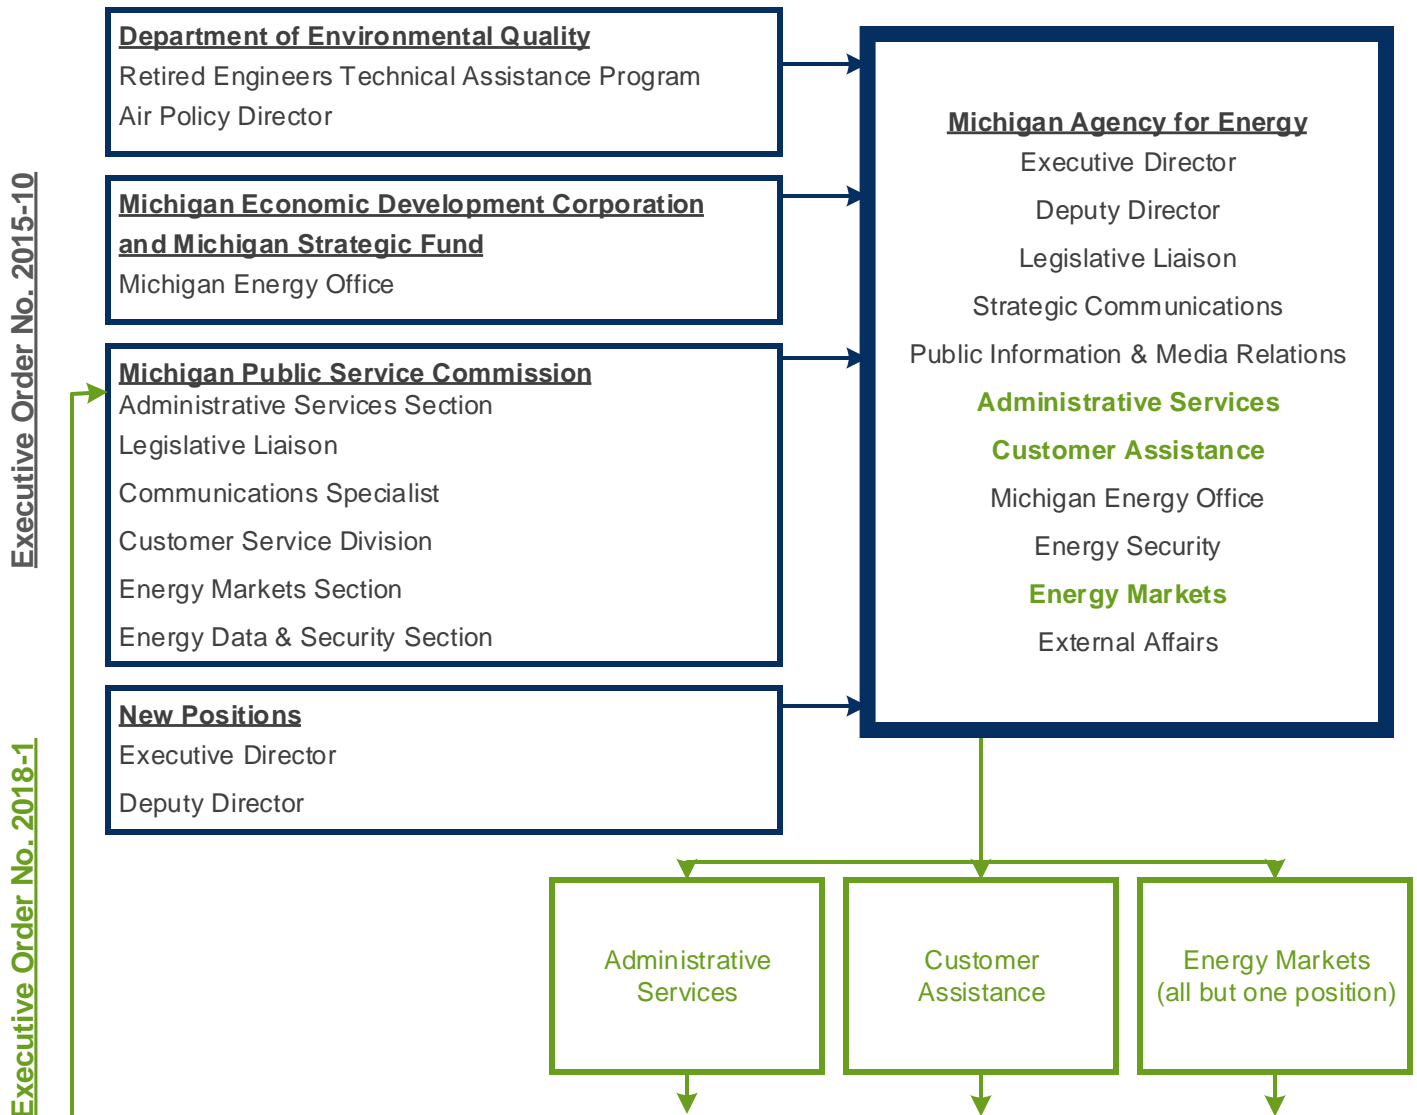 Executive Order No. 2015-10
Department of Environmental Quality
Retired Engineers Technical Assistance Program
Air Policy Director
Michigan Economic Development Corporation
and Michigan Strategic Fund
Michigan Energy Office
Michigan Public Service Commission
Administrative Services Section
Legislative Liaison
Communications Specialist
Customer Service Division
Energy Markets Section
Energy Data & Security Section
New Positions
Executive Director
Deputy Director
Michigan Agency for Energy
Executive Director
Deputy Director
Legislative Liaison
Strategic Communications
Public Information & Media Relations
Administrative Services
Customer Assistance
Michigan Energy Office
Energy Security
Energy Markets
External Affairs
Executive Order No. 2018-1
Administrative
Services
Customer
Assistance
Energy Markets
(all but one position)